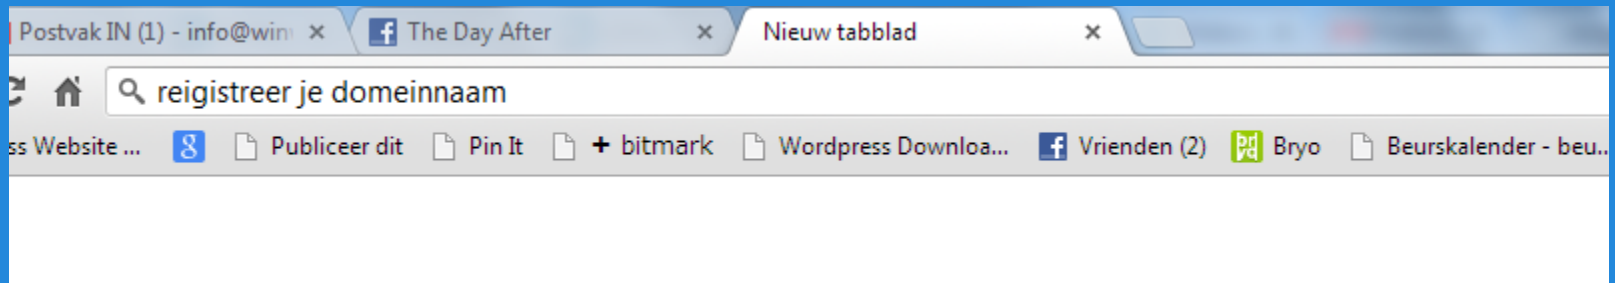 Postvak IN (1) - info@win The Day After Nieuw tabblad
reigistreer je domeinnaam
ss Website ... g Publiceer dit Pin It + bitmark Wordpress Downloa... Vrienden (2) Bryo Beurskalender - beu..